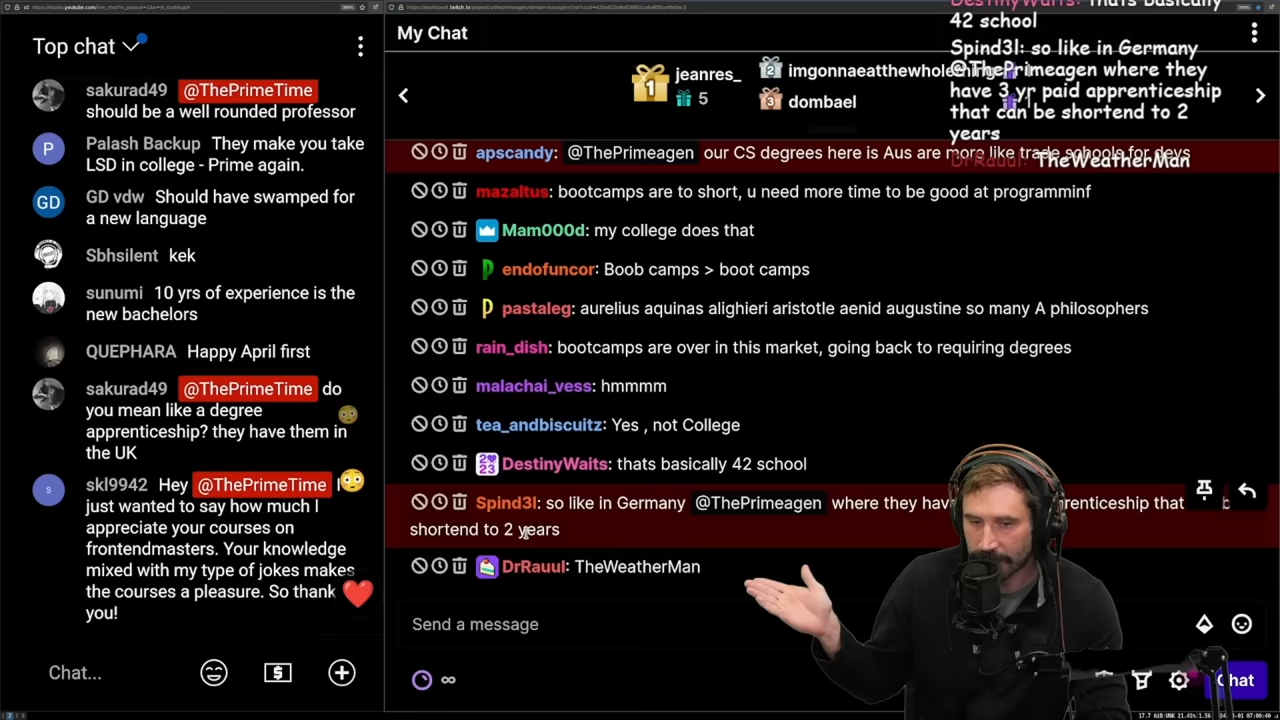 Top chat
sakurad49 @ThePrimeTime
should be a well rounded professor
Palash Backup They make you take
LSD in college - Prime again.
GD vdw Should have swamped for
a new language
Sbhsilent kek
sunumi 10 yrs of experience is the
new bachelors
QUEPHARA Happy April first
sakurad49 @ThePrimeTime do
you mean like a degree
apprenticeship? they have them in
the UK
skl9942 Hey @ThePrimeTime I
just wanted to say how much I
appreciate your courses on
frontendmasters. Your knowledge
mixed with my type of jokes makes
the courses a pleasure. So thank
you!
Chat...
My Chat
1 jeanres_
5
2 imgonnaeatthewholething
3 dombael
apscandy: @ThePrimeagen our CS degrees here is Aus are more like trade schools for devs
mazaltus: bootcamps are to short, u need more time to be good at programminf
Mam000d: my college does that
endofuncor: Boob camps > boot camps
pastaleg: aurelius aquinas alighieri aristotle aenid augustine so many A philosophers
rain_dish: bootcamps are over in this market, going back to requiring degrees
malachai_vess: hmmmm
tea_andbiscuitz: Yes , not College
DestinyWaits: thats basically 42 school
Spind3l: so like in Germany @ThePrimeagen where they have prenticeship that
shortend to 2 years
DrRauul: TheWeatherMan
Send a message
Chat
DestinyWaits: thats basically
42 school
Spind3l: so like in Germany
@ThePrimeagen where they
have 3 yr paid apprenticeship
that can be shortend to 2
years
DrRauul: TheWeatherMan